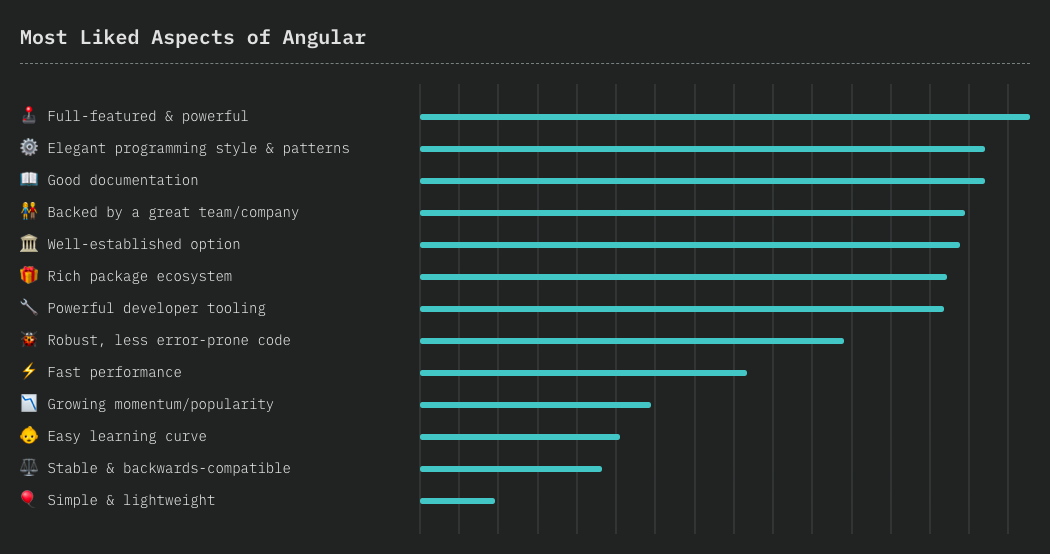 Most Liked Aspects of Angular
Full-featured & powerful
Elegant programming style & patterns
Good documentation
Backed by a great team/company
Well-established option
Rich package ecosystem
Powerful developer tooling
Robust, less error-prone code
Fast performance
Growing momentum/popularity
Easy learning curve
Stable & backwards-compatible
Simple & lightweight